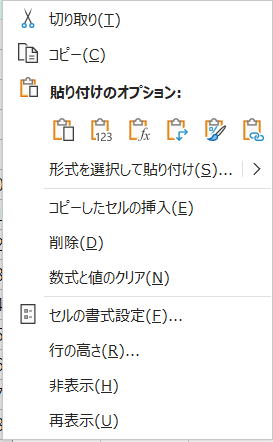 切り取り(T)
コピー(C)
貼り付けのオプション:
123 fx
形式を選択して貼り付け(S)...
コピーしたセルの挿入(E)
削除(D)
数式と値のクリア(N)
セルの書式設定(F)...
行の高さ(R)...
非表示(H)
再表示(U)